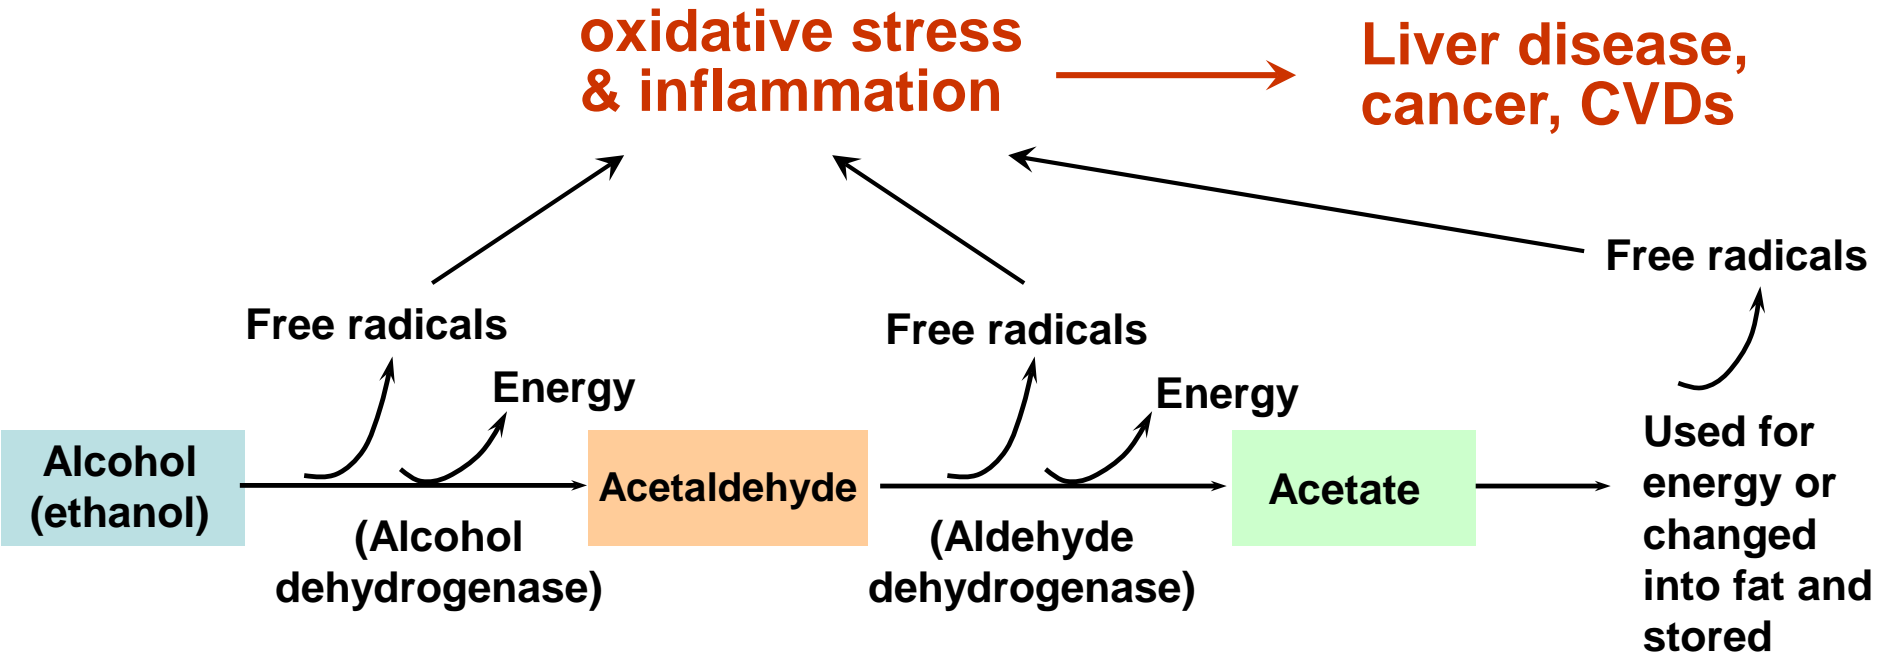 oxidative stress
& inflammation
Liver disease,
cancer, CVDs
Free radicals
Free radicals
Free radicals
Energy
Energy
Alcohol
(ethanol)
(Alcohol
dehydrogenase)
Acetaldehyde
(Aldehyde
dehydrogenase)
Acetate
Used for
energy or
changed
into fat and
stored